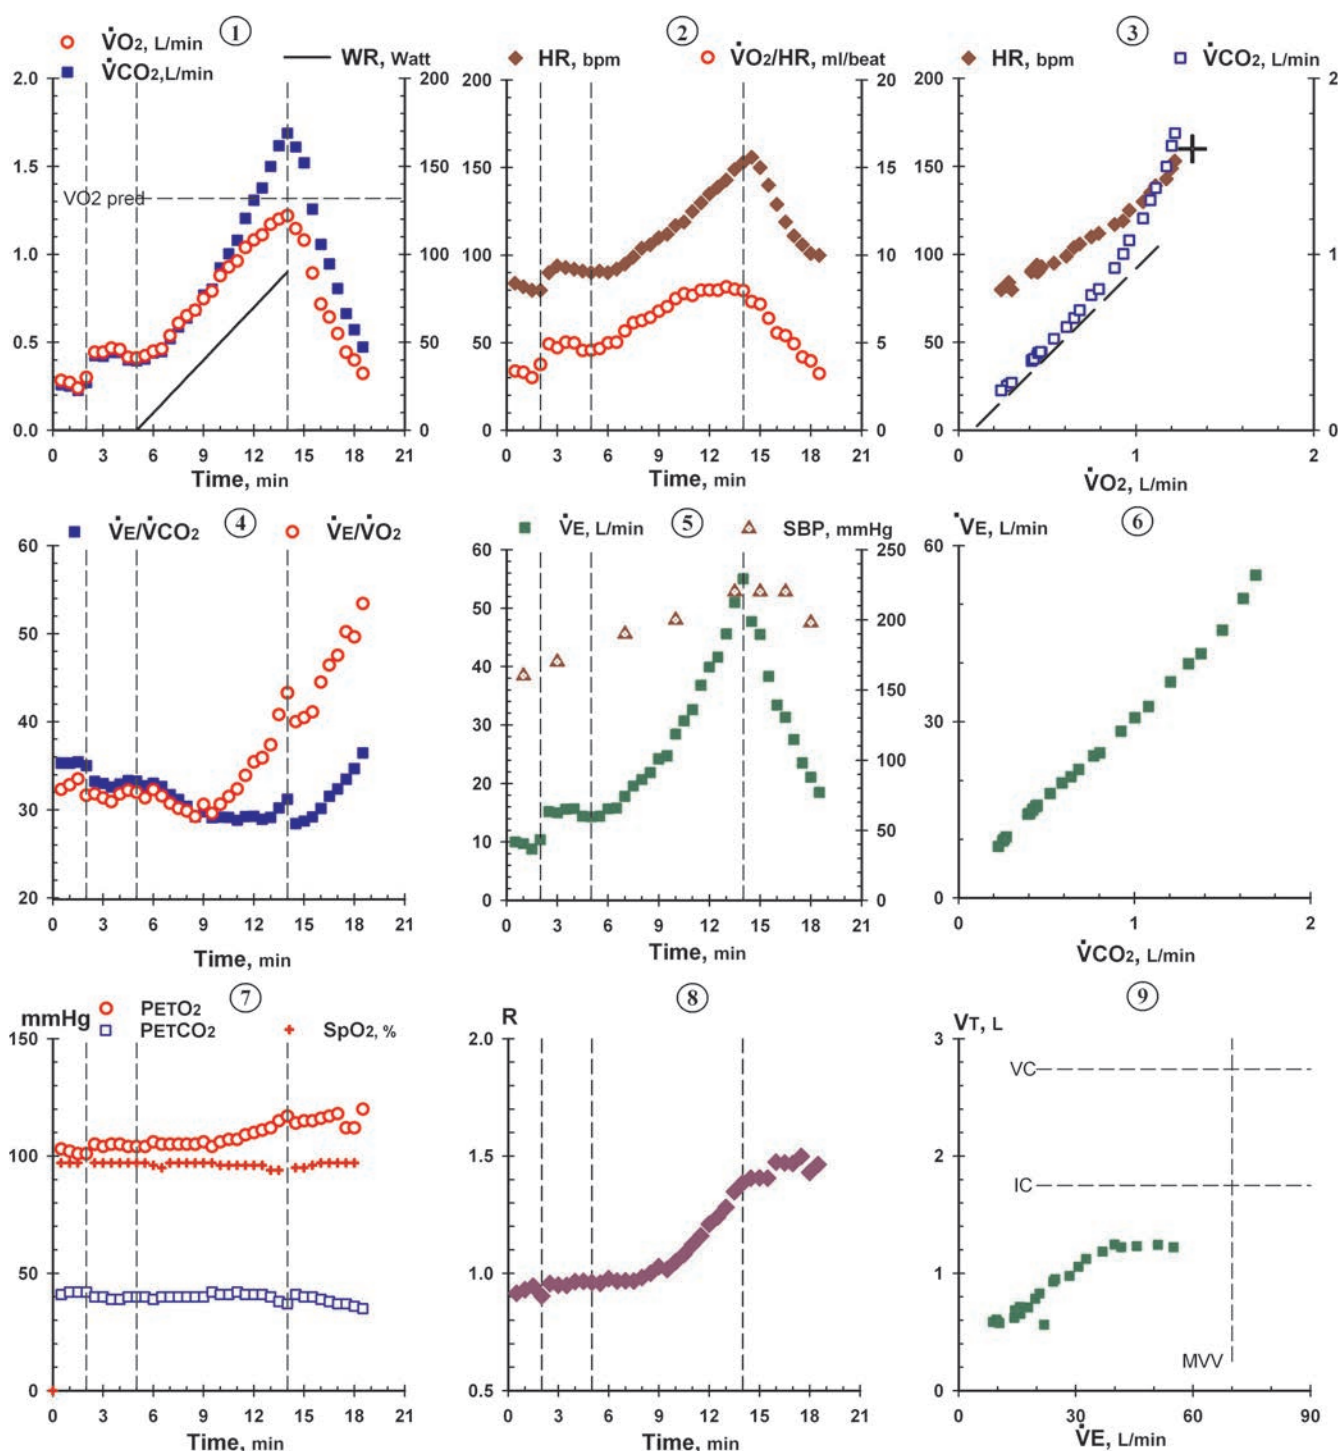 ①
V̇O2, L/min
V̇CO2, L/min
WR, Watt
2.0
1.5
1.0
0.5
0.0
200
150
100
50
0
VO2 pred
0 3 6 9 12 15 18 21
Time, min
②
HR, bpm
V̇O2/HR, ml/beat
200
150
100
50
0
20
15
10
5
0
0 3 6 9 12 15 18 21
Time, min
③
HR, bpm
V̇CO2, L/min
200
150
100
50
0
2
1
0
0 1 2
V̇O2, L/min
④
V̇E/V̇CO2
V̇E/V̇O2
60
50
40
30
20
0 3 6 9 12 15 18 21
Time, min
⑤
V̇E, L/min
SBP, mmHg
60
50
40
30
20
10
0
250
200
150
100
50
0
0 3 6 9 12 15 18 21
Time, min
⑥
V̇E, L/min
60
30
0
0 1 2
V̇CO2, L/min
⑦
mmHg
PETO2
PETCO2
SpO2, %
150
100
50
0
0 3 6 9 12 15 18 21
Time, min
⑧
R
2.0
1.5
1.0
0.5
0 3 6 9 12 15 18 21
Time, min
⑨
VT, L
3
2
1
0
VC
IC
MVV
0 30 60 90
V̇E, L/min